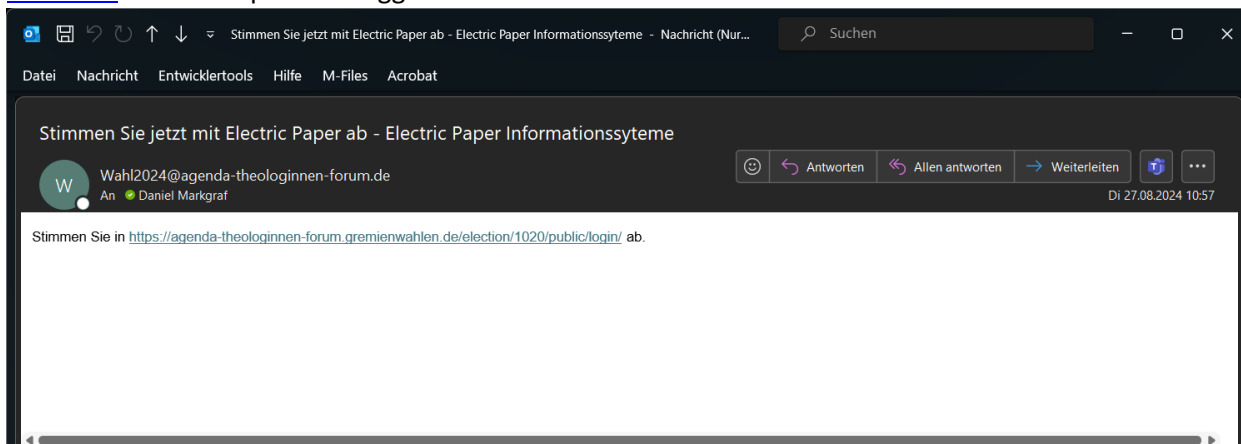 Stimmen Sie jetzt mit Electric Paper ab - Electric Paper Informationssyteme - Nachricht (Nur...
Suchen
Datei Nachricht Entwicklertools Hilfe M-Files Acrobat
Stimmen Sie jetzt mit Electric Paper ab - Electric Paper Informationssyteme
W
Wahl2024@agenda-theologinnen-forum.de
An Daniel Markgraf
Antworten Allen antworten Weiterleiten
Di 27.08.2024 10:57
Stimmen Sie in https://agenda-theologinnen-forum.gremienwahlen.de/election/1020/public/login/ ab.